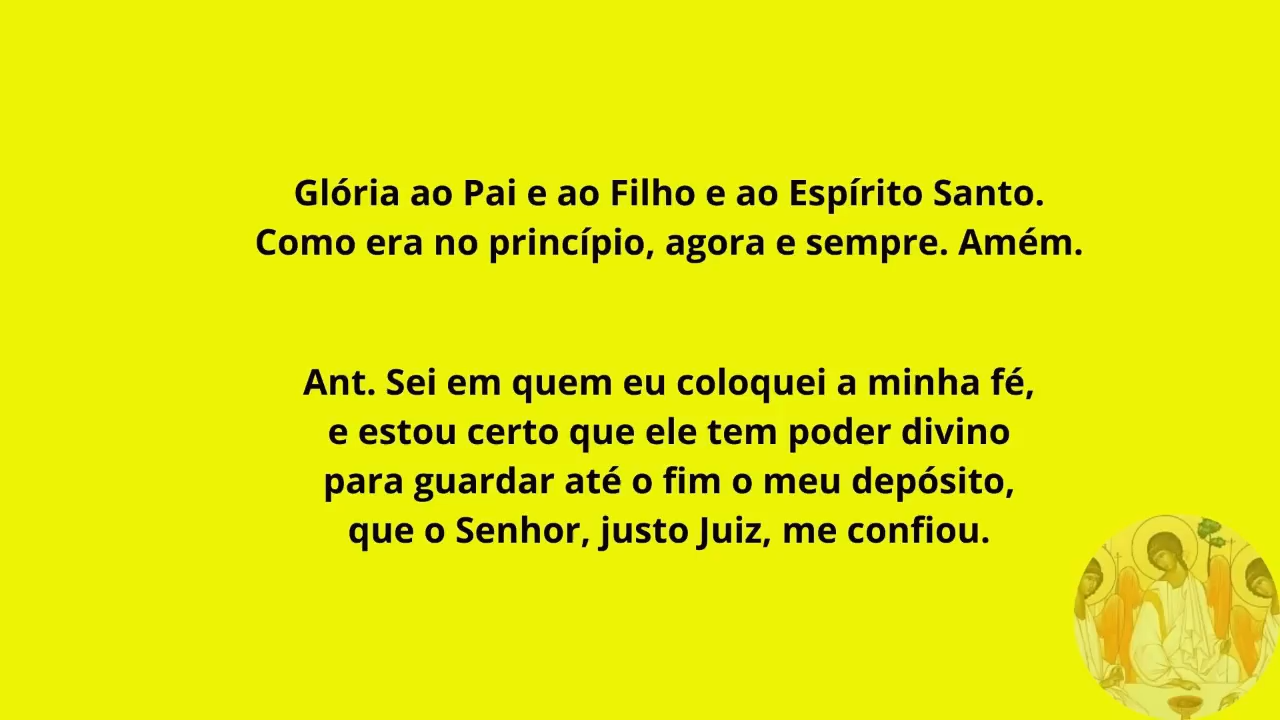 Glória ao Pai e ao Filho e ao Espírito Santo.
Como era no princípio, agora e sempre. Amém.
Ant. Sei em quem eu coloquei a minha fé,
e estou certo que ele tem poder divino
para guardar até o fim o meu depósito,
que o Senhor, justo Juiz, me confiou.